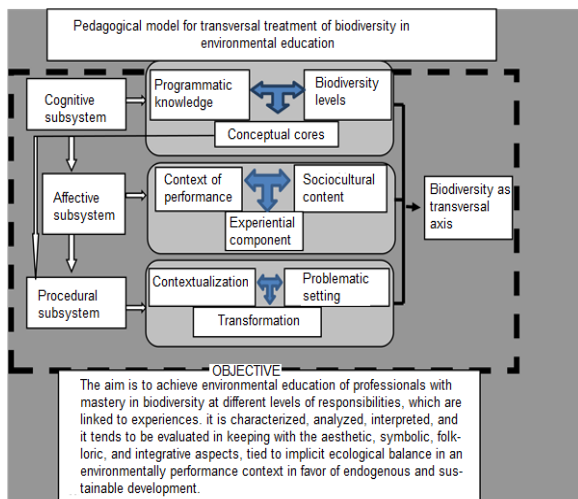 Pedagogical model for transversal treatment of biodiversity in
environmental education
Cognitive
subsystem
Programmatic
knowledge
Biodiversity
levels
Conceptual cores
Affective
subsystem
Context of
performance
Sociocultural
content
Experiential
component
Biodiversity as
transversal
axis
Procedural
subsystem
Contextualization
Problematic
setting
Transformation
OBJECTIVE
The aim is to achieve environmental education of professionals with
mastery in biodiversity at different levels of responsibilities, which are
linked to experiences. it is characterized, analyzed, interpreted, and
it tends to be evaluated in keeping with the aesthetic, symbolic, folk-
loric, and integrative aspects, tied to implicit ecological balance in an
environmentally performance context in favor of endogenous and sus-
tainable development.